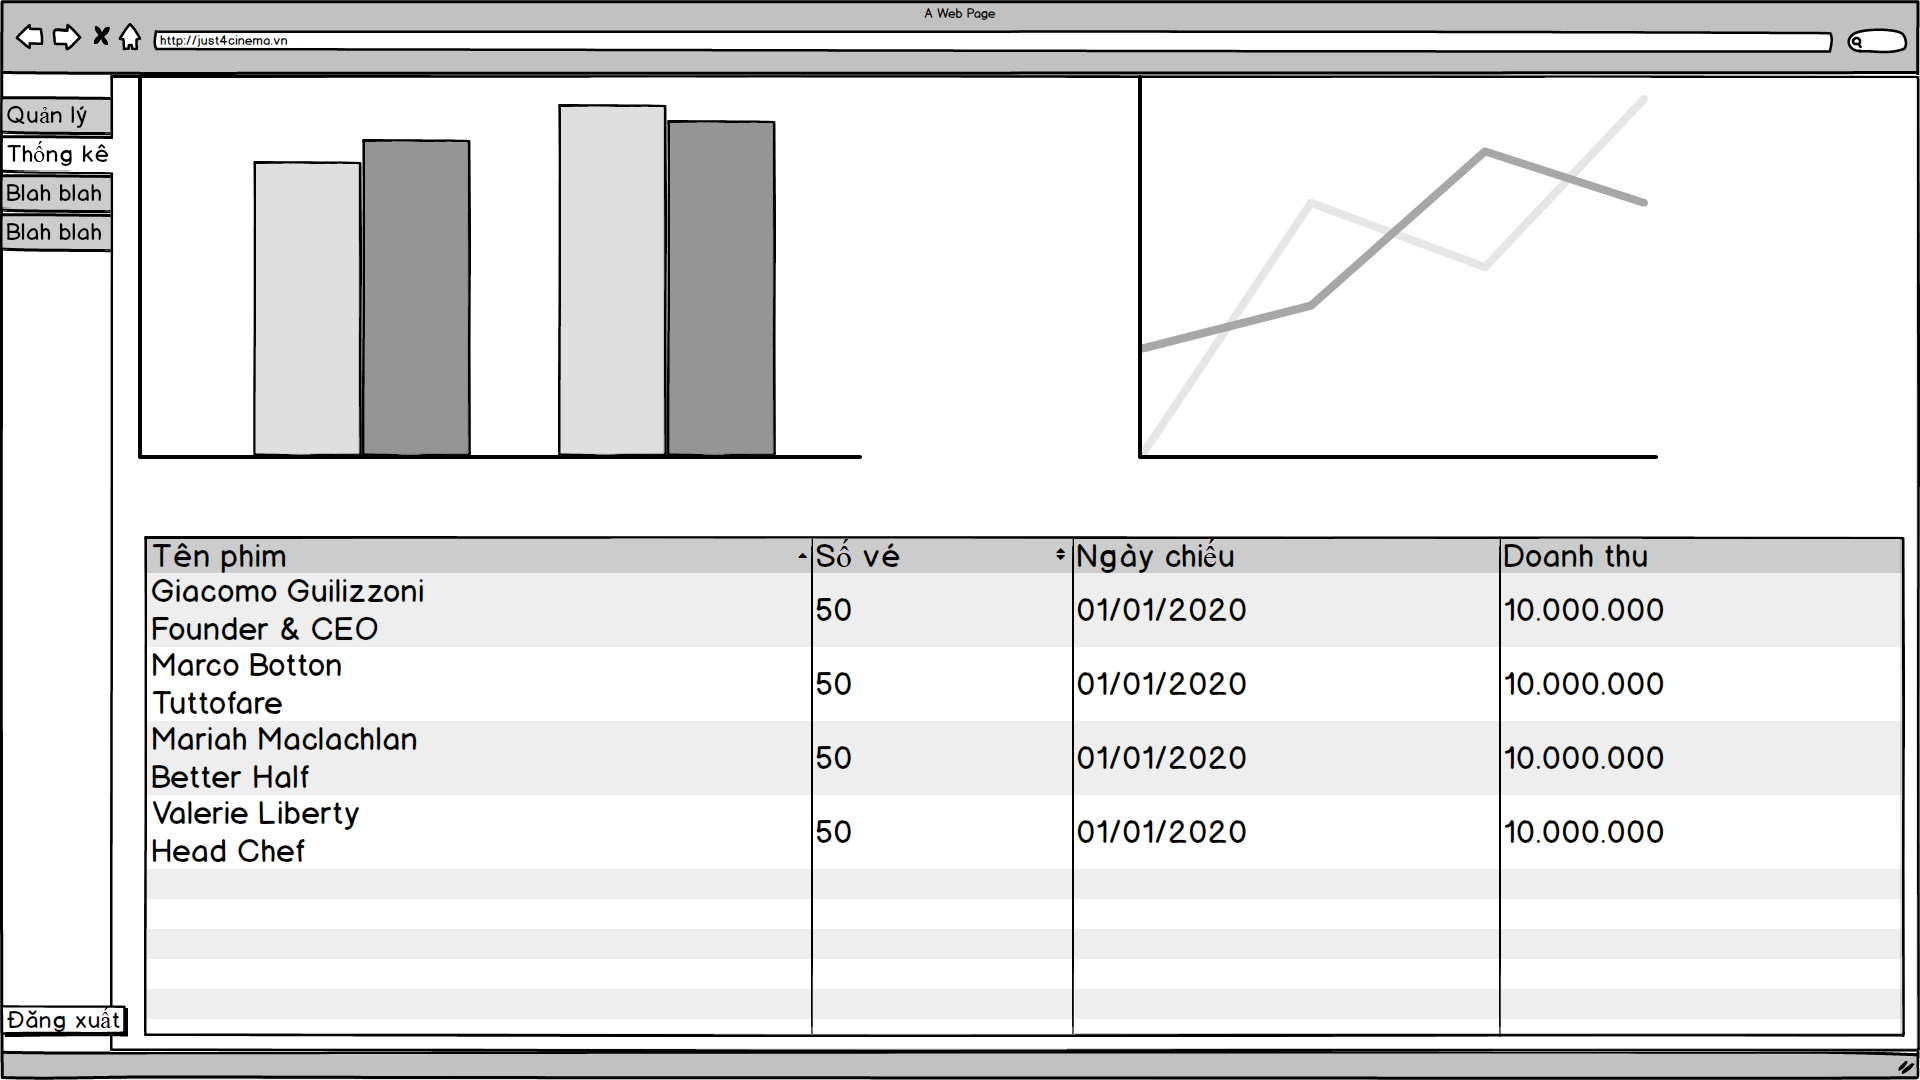 A Web Page
http://just4cinema.vn
Quản lý
Thống kê
Blah blah
Blah blah
Đăng xuất
Tên phim Số vé Ngày chiếu Doanh thu
Giacomo Guilizzoni
Founder & CEO 50 01/01/2020 10.000.000
Marco Botton
Tuttofare 50 01/01/2020 10.000.000
Mariah Maclachlan
Better Half 50 01/01/2020 10.000.000
Valerie Liberty
Head Chef 50 01/01/2020 10.000.000